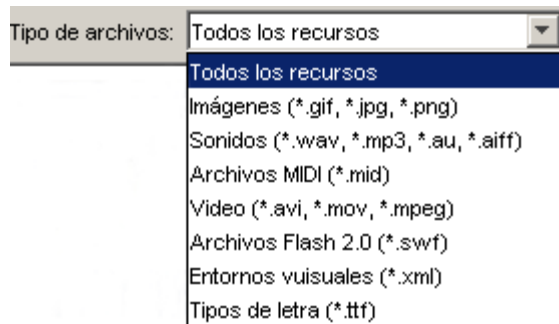 Tipo de archivos: Todos los recursos
Todos los recursos
Imágenes (*.gif, *.jpg, *.png)
Sonidos (*.wav, *.mp3, *.au, *.aiff)
Archivos MIDI (*.mid)
Video (*.avi, *.mov, *.mpeg)
Archivos Flash 2.0 (*.swf)
Entornos vuisuales (*.xml)
Tipos de letra (*.ttf)